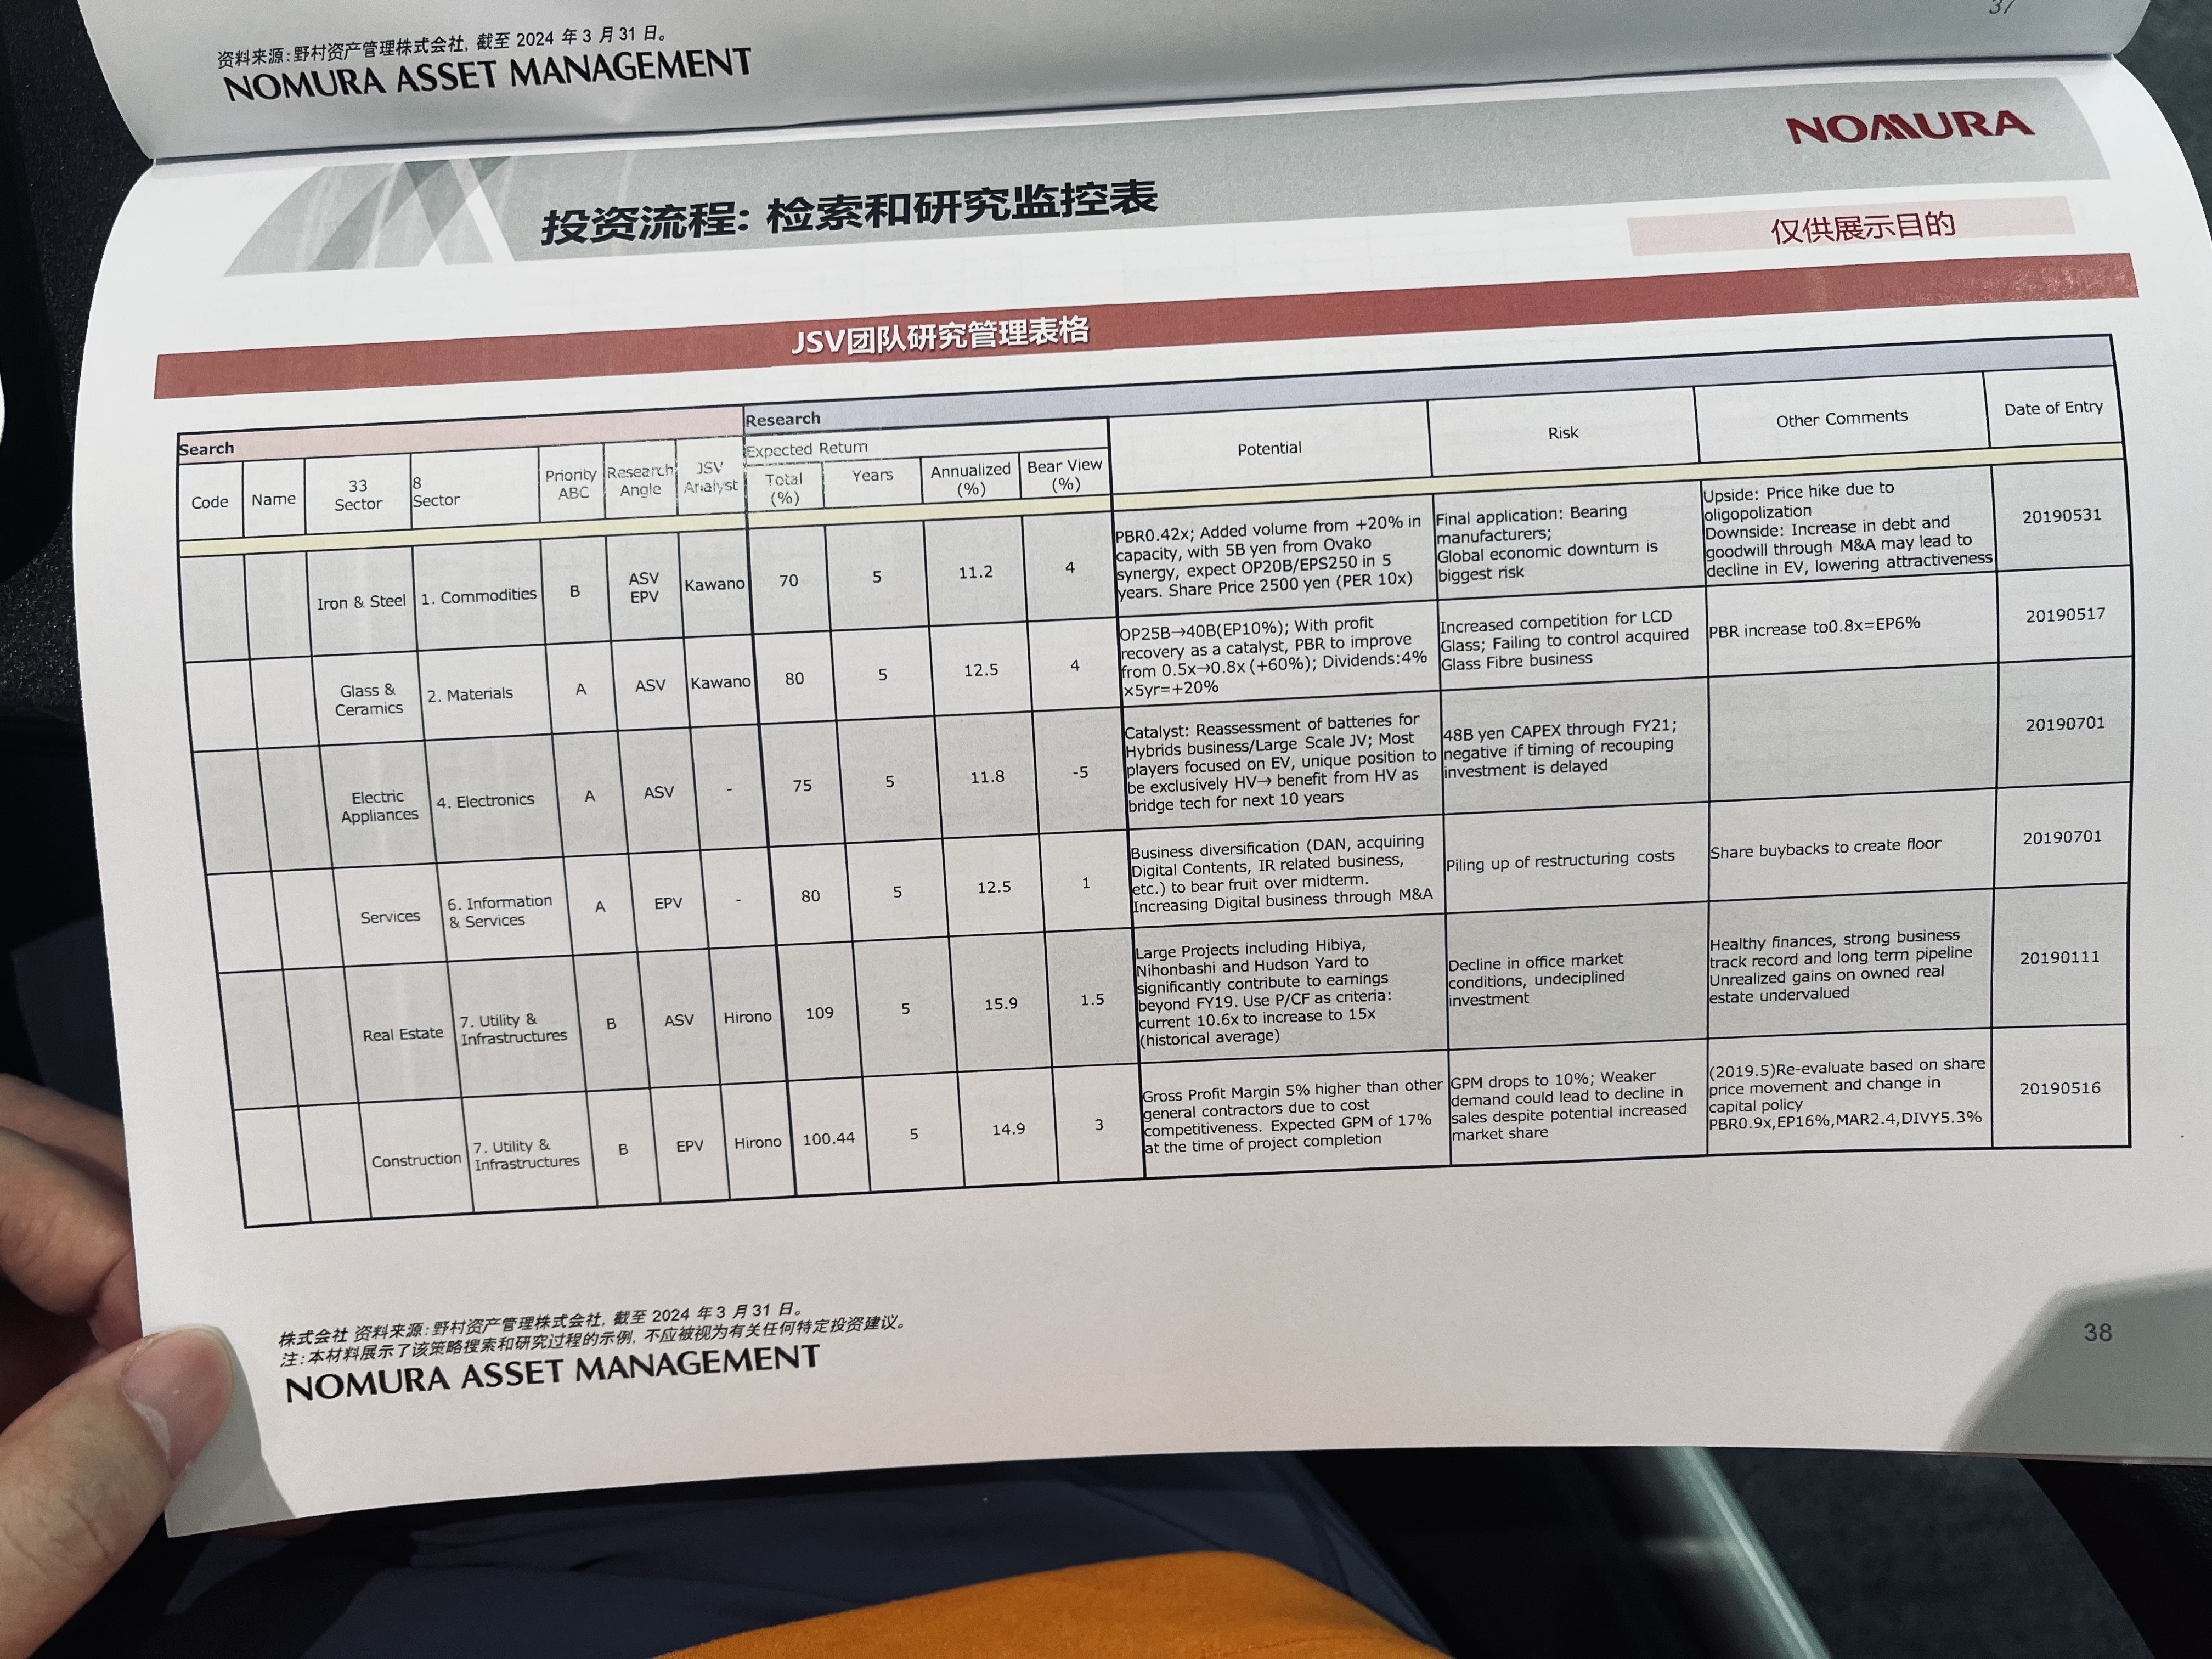 37
资料来源:野村资产管理株式会社, 截至 2024 年 3 月 31 日。
NOMURA ASSET MANAGEMENT
NOMURA
投资流程: 检索和研究监控表
仅供展示目的
JSV团队研究管理表格
Search
Research
Code
Name
33
Sector
8
Sector
Priority
ABC
Research
Angle
JSV
Analyst
Expected Return
Total
(%)
Years
Annualized
(%)
Bear View
(%)
Potential
Risk
Other Comments
Date of Entry
Iron & Steel
1. Commodities
B
ASV
EPV
Kawano
70
5
11.2
4
PBR0.42x; Added volume from +20% in
capacity, with 5B yen from Ovako
synergy, expect OP20B/EPS250 in 5
years. Share Price 2500 yen (PER 10x)
Final application: Bearing
manufacturers;
Global economic downturn is
biggest risk
Upside: Price hike due to
oligopolization
Downside: Increase in debt and
goodwill through M&A may lead to
decline in EV, lowering attractiveness
20190531
Glass &
Ceramics
2. Materials
A
ASV
Kawano
80
5
12.5
4
OP25B→40B(EP10%); With profit
recovery as a catalyst, PBR to improve
from 0.5x→0.8x (+60%); Dividends:4%
×5yr=+20%
Increased competition for LCD
Glass; Failing to control acquired
Glass Fibre business
PBR increase to0.8x=EP6%
20190517
Electric
Appliances
4. Electronics
A
ASV
-
75
5
11.8
-5
Catalyst: Reassessment of batteries for
Hybrids business/Large Scale JV; Most
players focused on EV, unique position to
be exclusively HV→ benefit from HV as
bridge tech for next 10 years
48B yen CAPEX through FY21;
negative if timing of recouping
investment is delayed
20190701
Services
6. Information
& Services
A
EPV
-
80
5
12.5
1
Business diversification (DAN, acquiring
Digital Contents, IR related business,
etc.) to bear fruit over midterm.
Increasing Digital business through M&A
Piling up of restructuring costs
Share buybacks to create floor
20190701
Real Estate
7. Utility &
Infrastructures
B
ASV
Hirono
109
5
15.9
1.5
Large Projects including Hibiya,
Nihonbashi and Hudson Yard to
significantly contribute to earnings
beyond FY19. Use P/CF as criteria:
current 10.6x to increase to 15x
(historical average)
Decline in office market
conditions, undeciplined
investment
Healthy finances, strong business
track record and long term pipeline
Unrealized gains on owned real
estate undervalued
20190111
Construction
7. Utility &
Infrastructures
B
EPV
Hirono
100.44
5
14.9
3
Gross Profit Margin 5% higher than other
general contractors due to cost
competitiveness. Expected GPM of 17%
at the time of project completion
GPM drops to 10%; Weaker
demand could lead to decline in
sales despite potential increased
market share
(2019.5)Re-evaluate based on share
price movement and change in
capital policy
PBR0.9x,EP16%,MAR2.4,DIVY5.3%
20190516
株式会社 资料来源:野村资产管理株式会社, 截至 2024 年 3 月 31 日。
注:本材料展示了该策略搜索和研究过程的示例, 不应被视为有关任何特定投资建议。
NOMURA ASSET MANAGEMENT
38